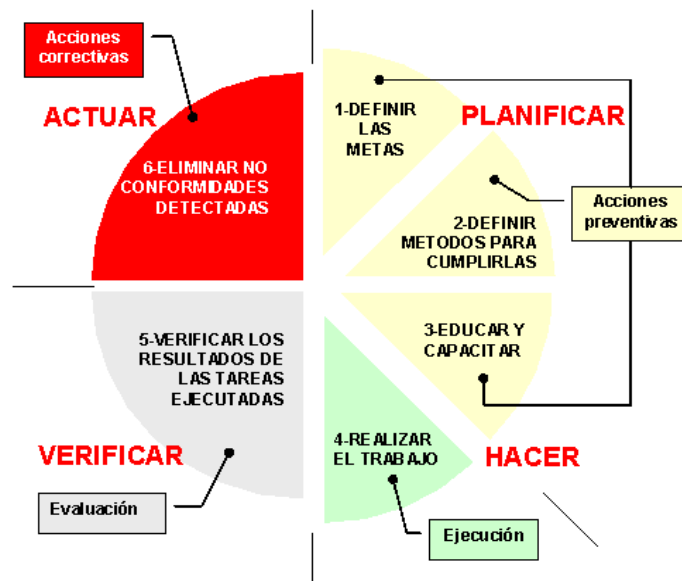 Acciones
correctivas
ACTUAR
6-ELIMINAR NO
CONFORMIDADES
DETECTADAS
1-DEFINIR
LAS
METAS
PLANIFICAR
2-DEFINIR
METODOS PARA
CUMPLIRLAS
Acciones
preventivas
3-EDUCAR Y
CAPACITAR
HACER
4-REALIZAR
EL TRABAJO
Ejecución
5-VERIFICAR LOS
RESULTADOS DE
LAS TAREAS
EJECUTADAS
VERIFICAR
Evaluación